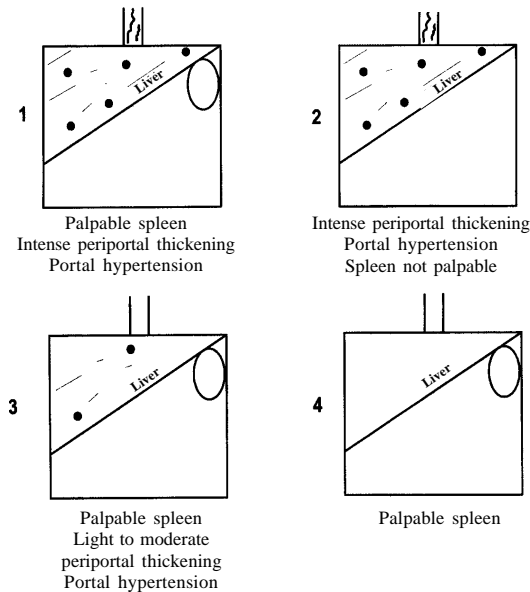 1
Liver
Palpable spleen
Intense periportal thickening
Portal hypertension
2
Liver
Intense periportal thickening
Portal hypertension
Spleen not palpable
3
Liver
Palpable spleen
Light to moderate
periportal thickening
Portal hypertension
4
Liver
Palpable spleen